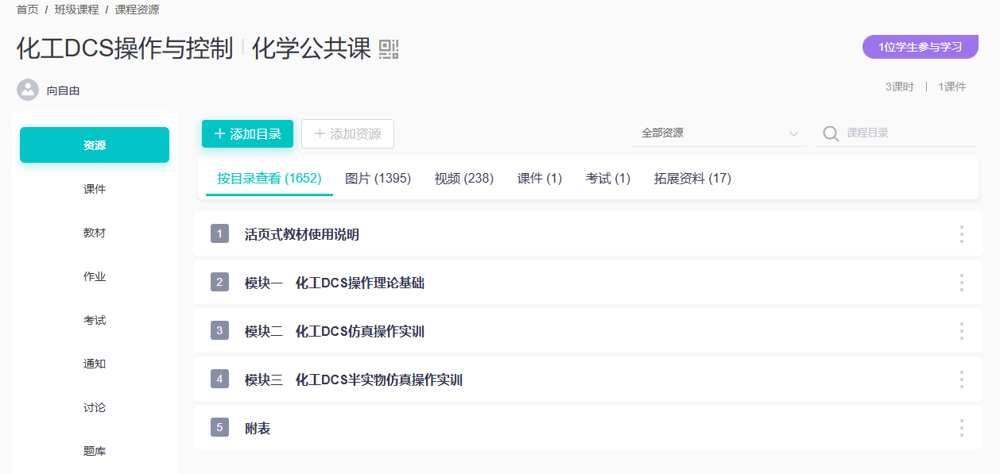 首页 / 班级课程 / 课程资源
化工DCS操作与控制 | 化学公共课
1位学生参与学习
向自由
3课时 | 1课件
资源
课件
教材
作业
考试
通知
讨论
题库
+ 添加目录
+ 添加资源
全部资源
课程目录
按目录查看 (1652) 图片 (1395) 视频 (238) 课件 (1) 考试 (1) 拓展资料 (17)
1 活页式教材使用说明
2 模块一 化工DCS操作理论基础
3 模块二 化工DCS仿真操作实训
4 模块三 化工DCS半实物仿真操作实训
5 附表